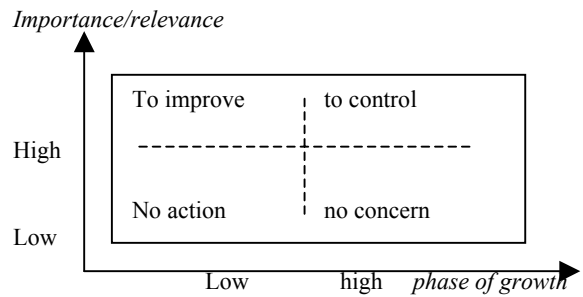 Importance/relevance
To improve to control
High
No action no concern
Low
Low high phase of growth